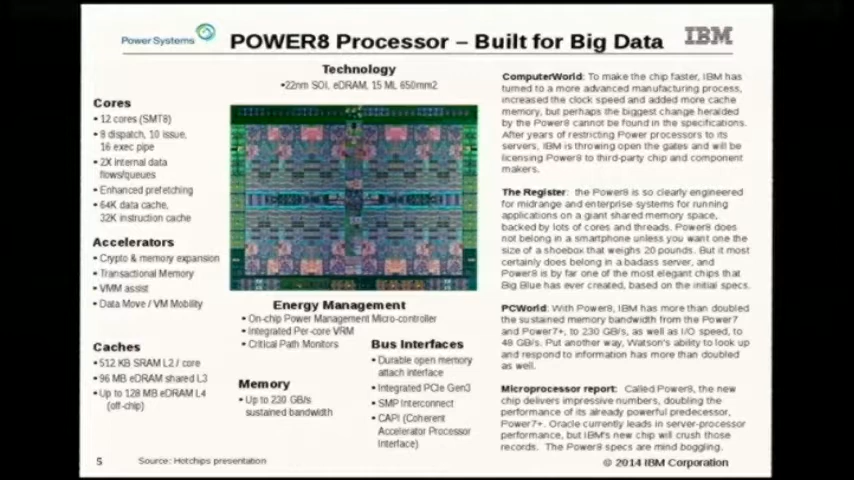 Power Systems
POWER8 Processor – Built for Big Data
IBM
Technology
•22nm SOI, eDRAM, 15 ML 650mm2
Cores
• 12 cores (SMT8)
• 8 dispatch, 10 issue,
16 exec pipe
• 2X internal data
flows/queues
• Enhanced prefetching
• 64K data cache,
32K instruction cache
Accelerators
• Crypto & memory expansion
• Transactional Memory
• VMM assist
• Data Move / VM Mobility
Caches
• 512 KB SRAM L2 / core
• 96 MB eDRAM shared L3
• Up to 128 MB eDRAM L4
(off-chip)
Energy Management
• On-chip Power Management Micro-controller
• Integrated Per-core VRM
• Critical Path Monitors
Memory
• Up to 230 GB/s
sustained bandwidth
Bus Interfaces
• Durable open memory
attach interface
• Integrated PCIe Gen3
• SMP Interconnect
• CAPI (Coherent
Accelerator Processor
Interface)
ComputerWorld: To make the chip faster, IBM has
turned to a more advanced manufacturing process,
increased the clock speed and added more cache
memory, but perhaps the biggest change heralded
by the Power8 cannot be found in the specifications.
After years of restricting Power processors to its
servers, IBM is throwing open the gates and will be
licensing Power8 to third-party chip and component
makers.
The Register: the Power8 is so clearly engineered
for midrange and enterprise systems for running
applications on a giant shared memory space,
backed by lots of cores and threads. Power8 does
not belong in a smartphone unless you want one the
size of a shoebox that weighs 20 pounds. But it most
certainly does belong in a badass server, and
Power8 is by far one of the most elegant chips that
Big Blue has ever created, based on the initial specs.
PCWorld: With Power8, IBM has more than doubled
the sustained memory bandwidth from the Power7
and Power7+, to 230 GB/s, as well as I/O speed, to
48 GB/s. Put another way, Watson's ability to look up
and respond to information has more than doubled
as well.
Microprocessor report: Called Power8, the new
chip delivers impressive numbers, doubling the
performance of its already powerful predecessor,
Power7+. Oracle currently leads in server-processor
performance, but IBM's new chip will crush those
records. The Power8 specs are mind boggling.
5
Source: Hotchips presentation
© 2014 IBM Corporation